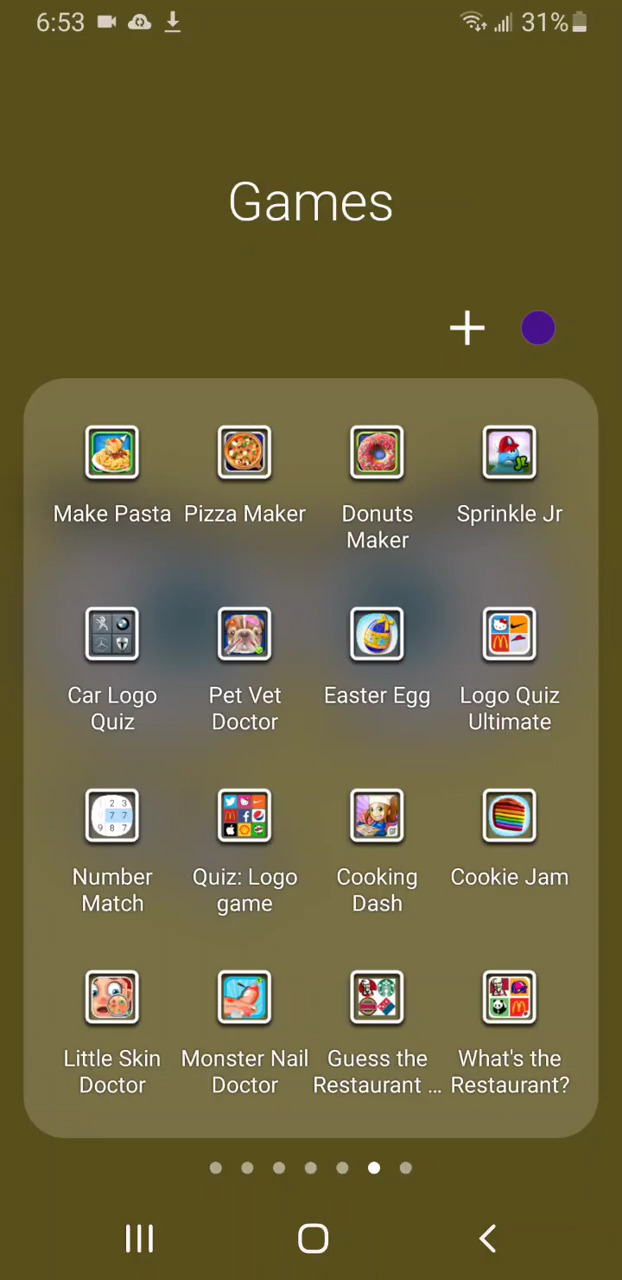 6:53 31%
Games
Make Pasta Pizza Maker Donuts Maker Sprinkle Jr
Car Logo Quiz Pet Vet Doctor Easter Egg Logo Quiz Ultimate
Number Match Quiz: Logo game Cooking Dash Cookie Jam
Little Skin Doctor Monster Nail Doctor Guess the Restaurant ... What's the Restaurant?